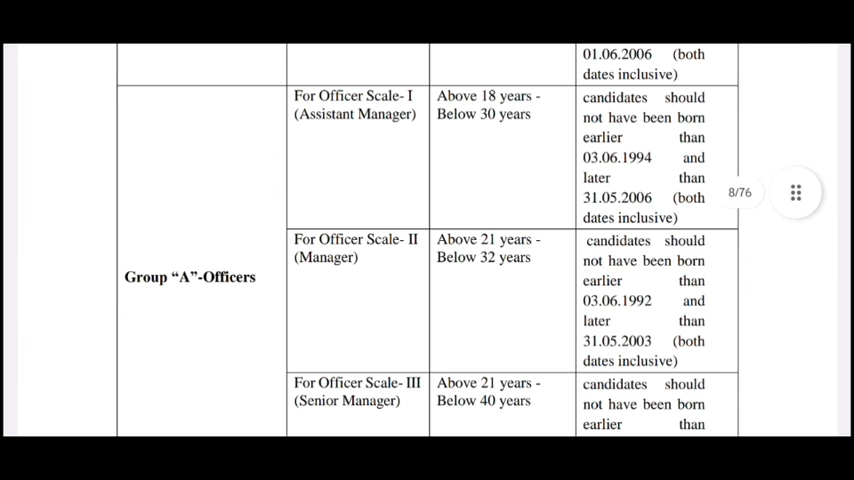 01.06.2006 (both
dates inclusive)
Group “A”-Officers
For Officer Scale- I
(Assistant Manager)
Above 18 years -
Below 30 years
candidates should
not have been born
earlier than
03.06.1994 and
later than
31.05.2006 (both
dates inclusive)
For Officer Scale- II
(Manager)
Above 21 years -
Below 32 years
candidates should
not have been born
earlier than
03.06.1992 and
later than
31.05.2003 (both
dates inclusive)
For Officer Scale- III
(Senior Manager)
Above 21 years -
Below 40 years
candidates should
not have been born
earlier than
8/76